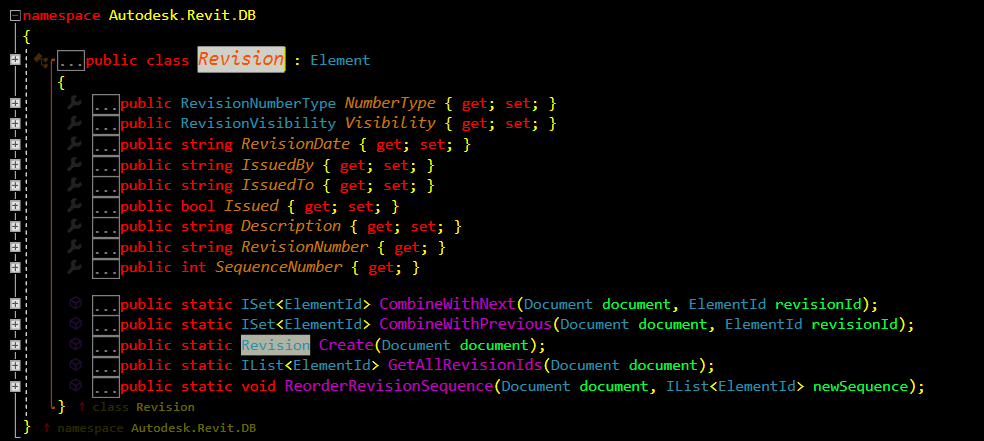 namespace Autodesk.Revit.DB
{
...public class Revision : Element
{
...public RevisionNumberType NumberType { get; set; }
...public RevisionVisibility Visibility { get; set; }
...public string RevisionDate { get; set; }
...public string IssuedBy { get; set; }
...public string IssuedTo { get; set; }
...public bool Issued { get; set; }
...public string Description { get; set; }
...public string RevisionNumber { get; }
...public int SequenceNumber { get; }
...public static ISet<ElementId> CombineWithNext(Document document, ElementId revisionId);
...public static ISet<ElementId> CombineWithPrevious(Document document, ElementId revisionId);
...public static Revision Create(Document document);
...public static IList<ElementId> GetAllRevisionIds(Document document);
...public static void ReorderRevisionSequence(Document document, IList<ElementId> newSequence);
} ↑ class Revision
} ↑ namespace Autodesk.Revit.DB